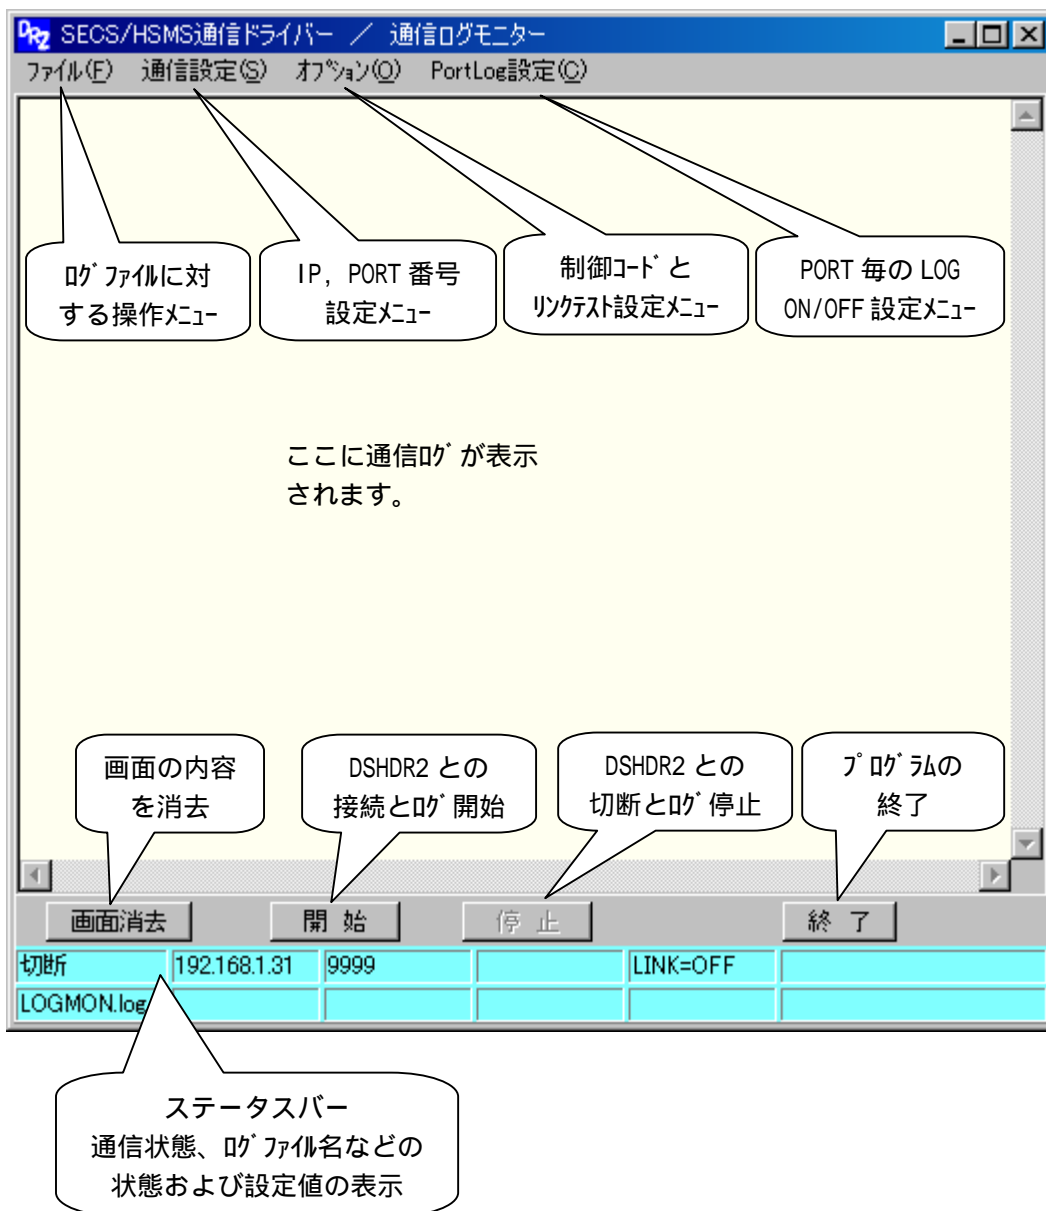 DR2 SECS/HSMS通信ドライバー ／ 通信ログモニター
ファイル(F) 通信設定(S) オプション(O) PortLog設定(C)
ﾛｸﾞﾌｧｲﾙに対
する操作ﾒﾆｭｰ
IP, PORT 番号
設定ﾒﾆｭｰ
制御ｺｰﾄﾞと
ﾘﾝｸﾃｽﾄ設定ﾒﾆｭｰ
PORT 毎の LOG
ON/OFF 設定ﾒﾆｭｰ
ここに通信ﾛｸﾞが表示
されます。
画面の内容
を消去
DSHDR2 との
接続とﾛｸﾞ開始
DSHDR2 との
切断とﾛｸﾞ停止
ﾌﾟﾛｸﾞﾗﾑの
終了
画面消去 開 始 停 止 終 了
切断 192.168.1.31 9999 LINK=OFF
LOGMON.log
ステータスバー
通信状態、ﾛｸﾞﾌｧｲﾙ名などの
状態および設定値の表示